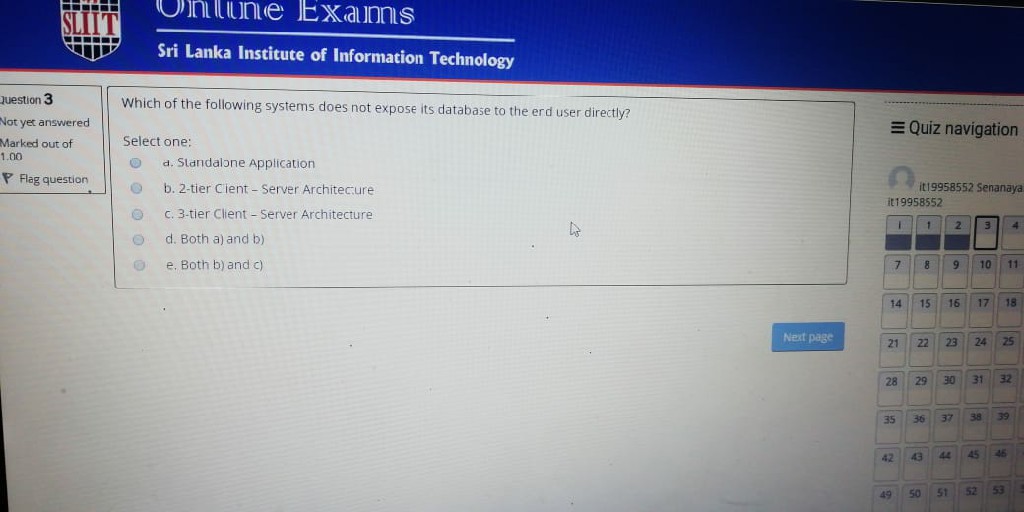 SLIIT
Online Exams
Sri Lanka Institute of Information Technology
Question 3
Not yet answered
Marked out of
1.00
Flag question
Which of the following systems does not expose its database to the end user directly?
Select one:
a. Standalone Application
b. 2-tier Client – Server Architecture
c. 3-tier Client – Server Architecture
d. Both a) and b)
e. Both b) and c)
Next page
Quiz navigation
it19958552 Senanaya
it19958552
i 1 2 3 4
7 8 9 10 11
14 15 16 17 18
21 22 23 24 25
28 29 30 31 32
35 36 37 38 39
42 43 44 45 46
49 50 51 52 53